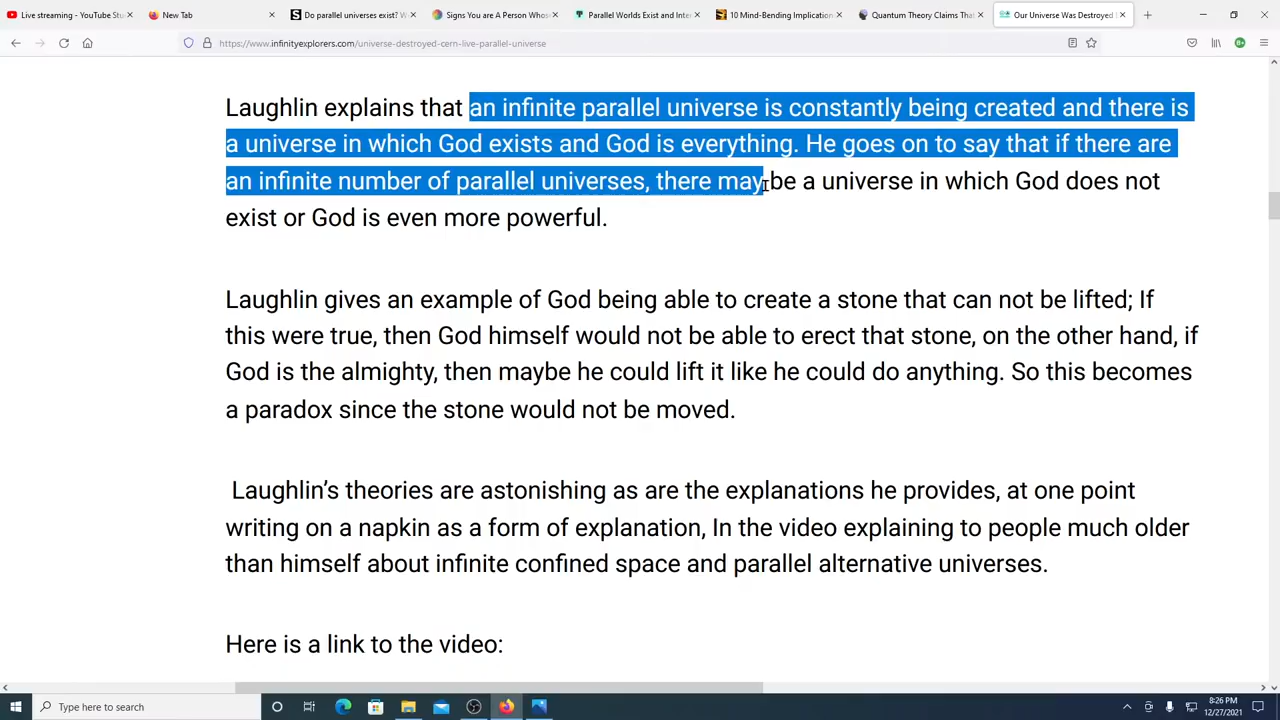 Live streaming - YouTube Stu
New Tab
Do parallel universes exist? W
Signs You are A Person Whos
Parallel Worlds Exist and Inter
10 Mind-Bending Implication
Quantum Theory Claims That
Our Universe Was Destroyed
https://www.infinityexplorers.com/universe-destroyed-cern-live-parallel-universe
Laughlin explains that an infinite parallel universe is constantly being created and there is
a universe in which God exists and God is everything. He goes on to say that if there are
an infinite number of parallel universes, there may be a universe in which God does not
exist or God is even more powerful.
Laughlin gives an example of God being able to create a stone that can not be lifted; If
this were true, then God himself would not be able to erect that stone, on the other hand, if
God is the almighty, then maybe he could lift it like he could do anything. So this becomes
a paradox since the stone would not be moved.
Laughlin’s theories are astonishing as are the explanations he provides, at one point
writing on a napkin as a form of explanation, In the video explaining to people much older
than himself about infinite confined space and parallel alternative universes.
Here is a link to the video:
Type here to search
8:26 PM
12/27/2021